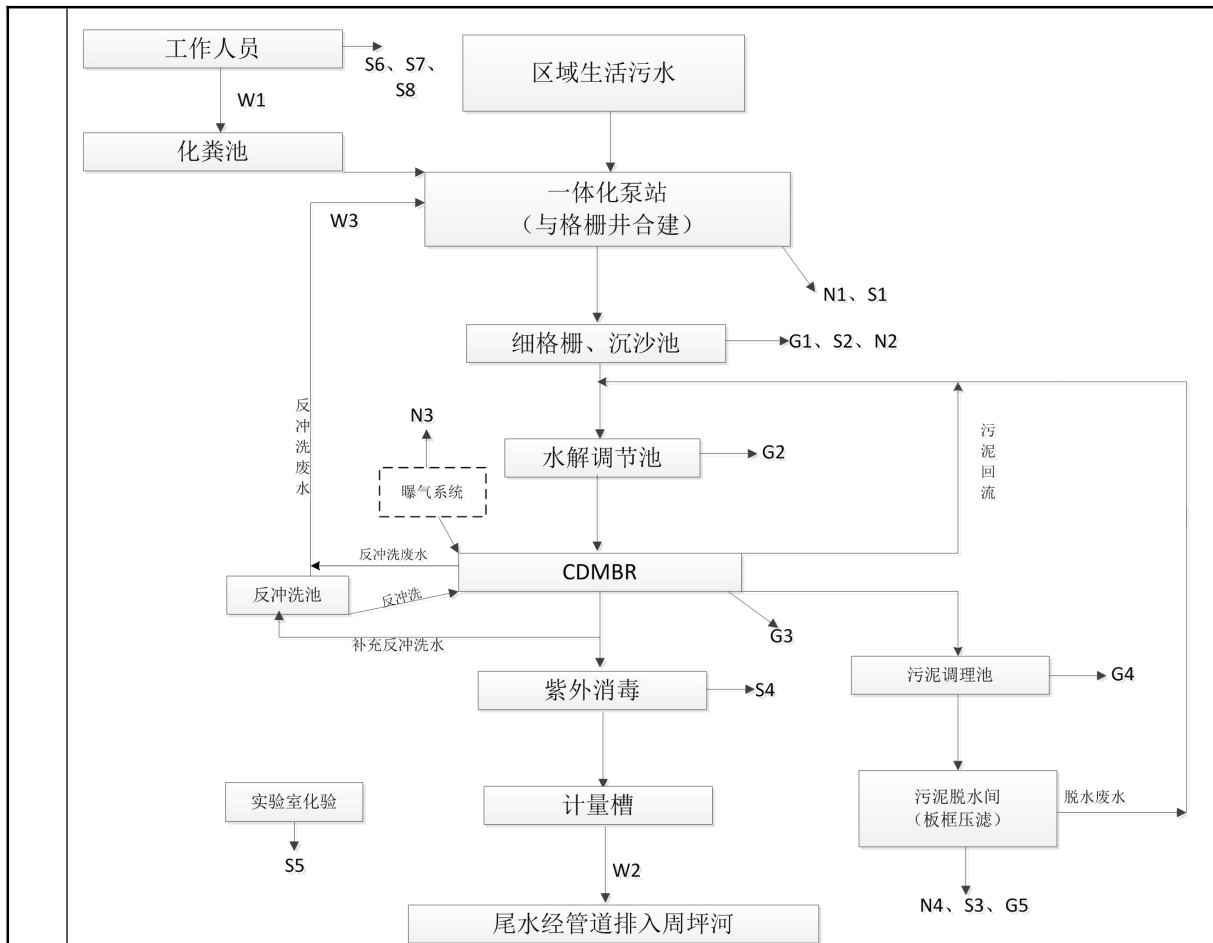 工作人员
S6、S7、
S8
区域生活污水
W1
化粪池
一体化泵站
（与格栅井合建）
W3
N1、S1
细格栅、沉沙池
G1、S2、N2
N3
反冲洗废水
水解调节池
G2
污泥回流
曝气系统
反冲洗废水
CDMBR
反冲洗池
反冲洗
G3
补充反冲洗水
污泥调理池
G4
紫外消毒
S4
实验室化验
计量槽
污泥脱水间
（板框压滤）
脱水废水
S5
W2
N4、S3、G5
尾水经管道排入周坪河